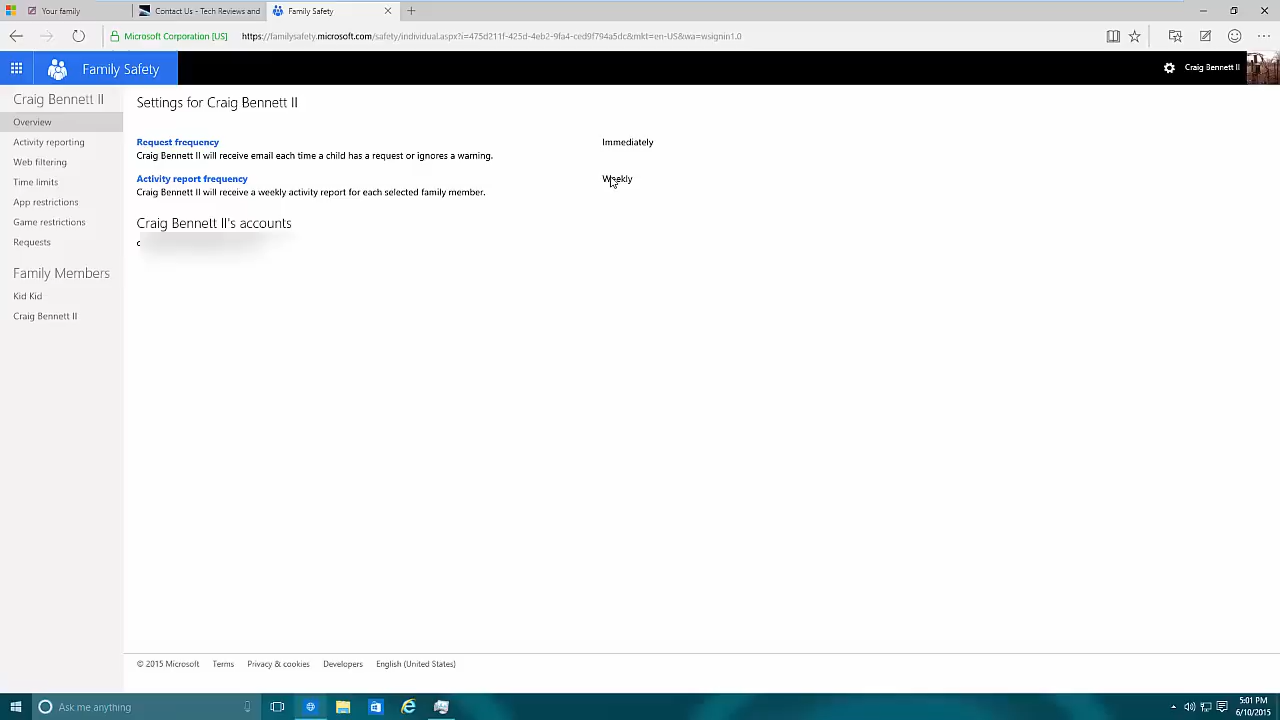 Your family
Contact Us - Tech Reviews and
Family Safety
Microsoft Corporation [US]
https://familysafety.microsoft.com/safety/individual.aspx?i=475d211f-425d-4eb2-9fa4-ced9f794a5dc&mkt=en-US&wa=wsignin1.0
Family Safety
Craig Bennett II
Craig Bennett II
Overview
Activity reporting
Web filtering
Time limits
App restrictions
Game restrictions
Requests
Family Members
Kid Kid
Craig Bennett II
Settings for Craig Bennett II
Request frequency
Immediately
Craig Bennett II will receive email each time a child has a request or ignores a warning.
Activity report frequency
Weekly
Craig Bennett II will receive a weekly activity report for each selected family member.
Craig Bennett II's accounts
© 2015 Microsoft
Terms
Privacy & cookies
Developers
English (United States)
Ask me anything
5:01 PM
6/10/2015